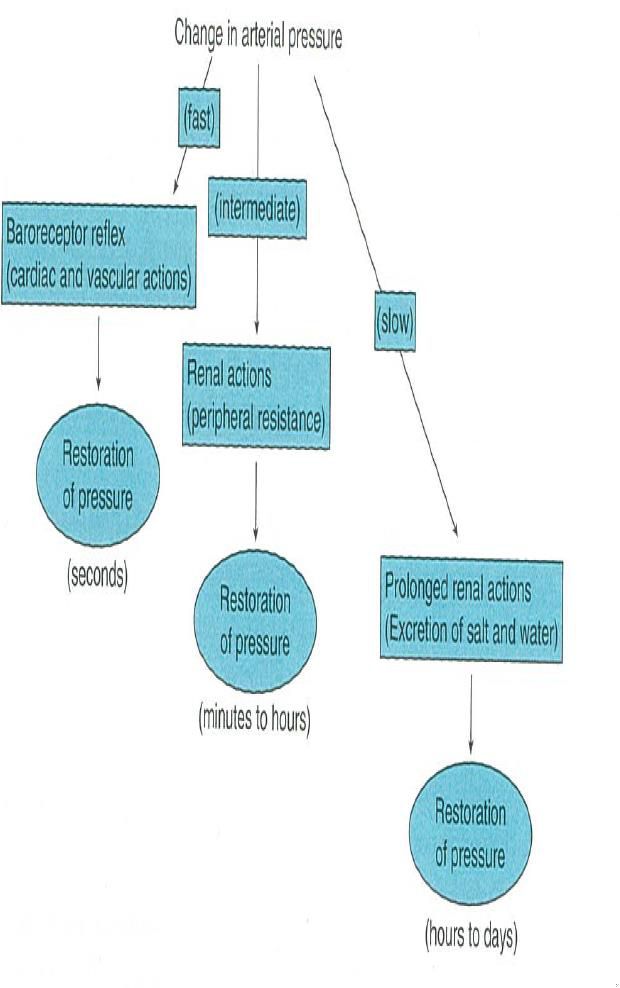 Change in arterial pressure
(fast)
(intermediate)
Baroreceptor reflex
(cardiac and vascular actions)
(slow)
Renal actions
(peripheral resistance)
Restoration
of pressure
(seconds)
Restoration
of pressure
(minutes to hours)
Prolonged renal actions
(Excretion of salt and water)
Restoration
of pressure
(hours to days)